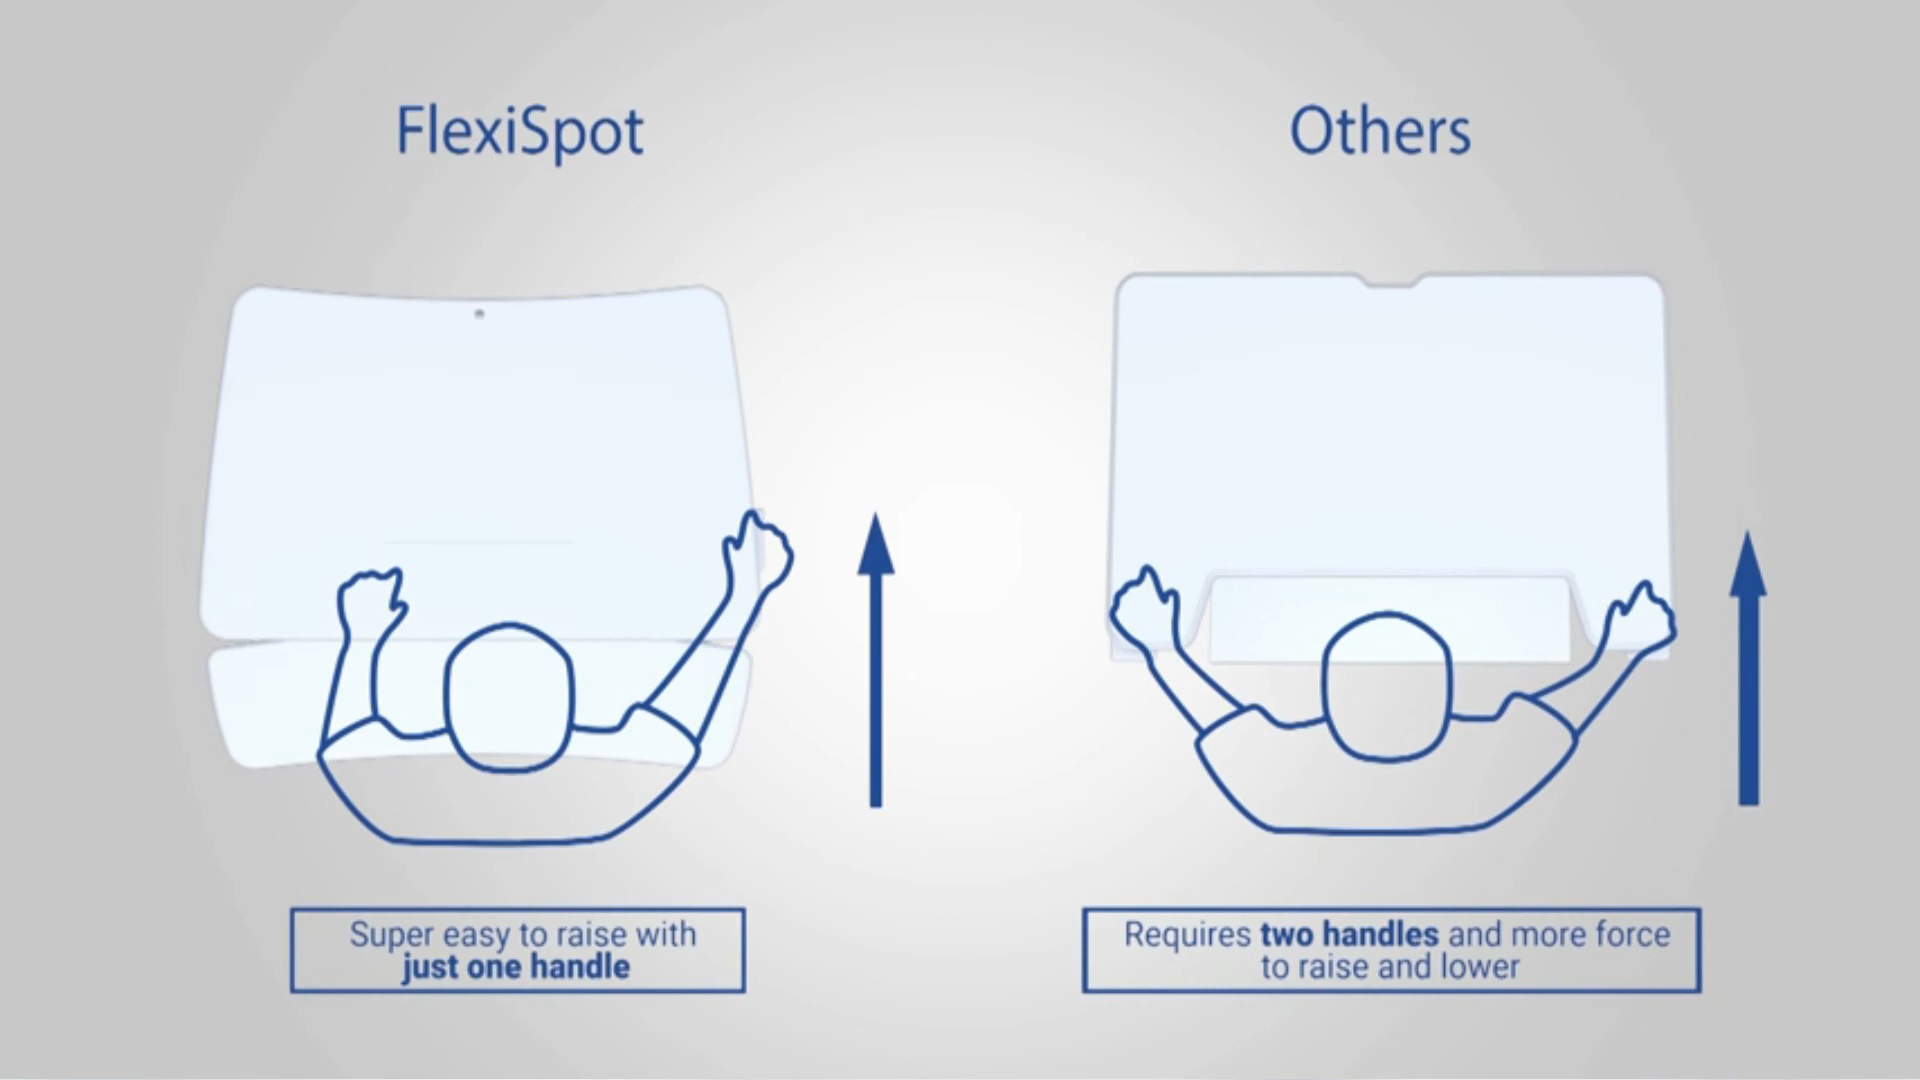 FlexiSpot
Others
Super easy to raise with
just one handle
Requires two handles and more force
to raise and lower